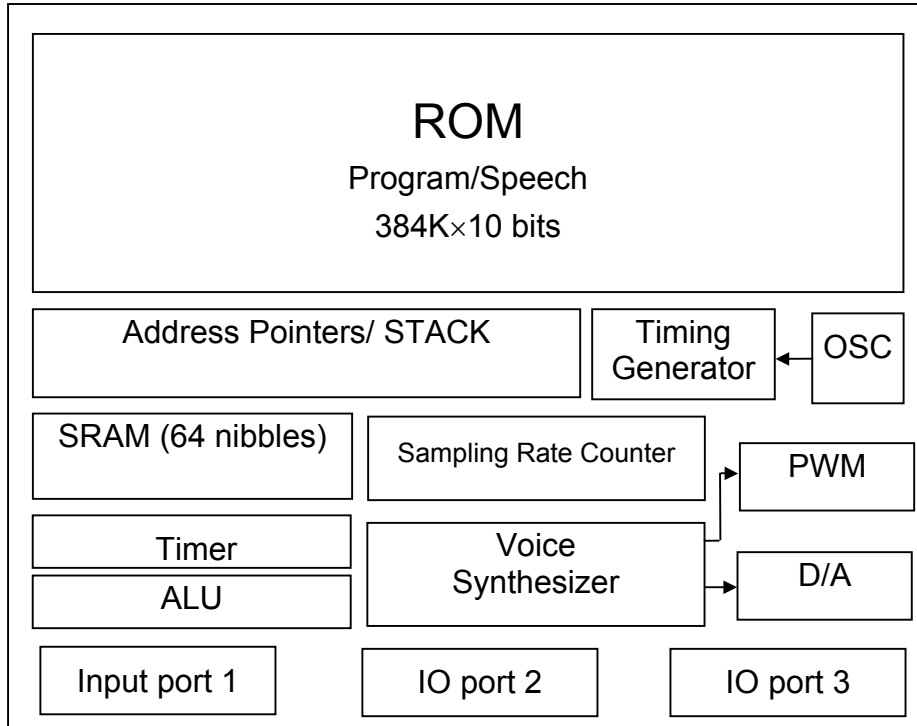 ROM
Program/Speech
384K×10 bits
Address Pointers/ STACK
Timing
Generator
OSC
SRAM (64 nibbles)
Sampling Rate Counter
PWM
Timer
Voice
Synthesizer
D/A
ALU
Input port 1
IO port 2
IO port 3